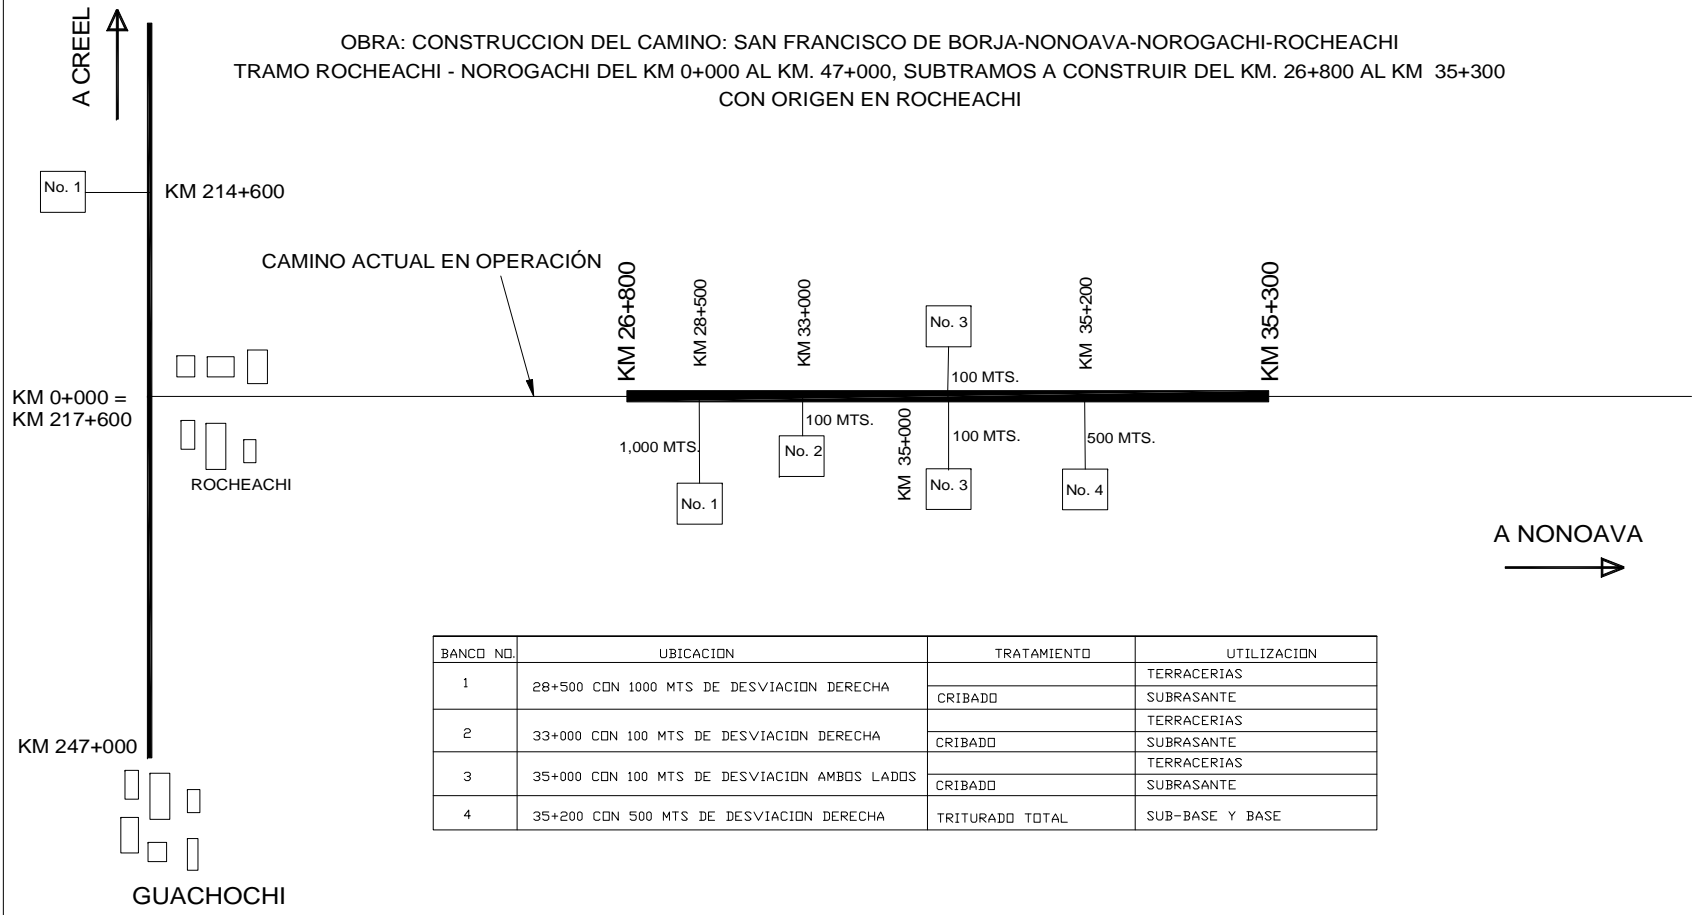 A CREEL
OBRA: CONSTRUCCION DEL CAMINO: SAN FRANCISCO DE BORJA-NONOAVA-NOROGACHI-ROCHEACHI
TRAMO ROCHEACHI - NOROGACHI DEL KM 0+000 AL KM. 47+000, SUBTRAMOS A CONSTRUIR DEL KM. 26+800 AL KM 35+300
CON ORIGEN EN ROCHEACHI
No. 1
KM 214+600
CAMINO ACTUAL EN OPERACIÓN
KM 26+800
KM 28+500
KM 33+000
No. 3
KM 35+200
KM 35+300
100 MTS.
KM 0+000 =
KM 217+600
1,000 MTS.
100 MTS.
KM 35+000
100 MTS.
500 MTS.
No. 2
ROCHEACHI
No. 1
No. 3
No. 4
A NONOAVA
BANCO NO. UBICACION TRATAMIENTO UTILIZACION
1 28+500 CON 1000 MTS DE DESVIACION DERECHA TERRACERIAS
CRIBADO SUBRASANTE
2 33+000 CON 100 MTS DE DESVIACION DERECHA TERRACERIAS
CRIBADO SUBRASANTE
3 35+000 CON 100 MTS DE DESVIACION AMBOS LADOS TERRACERIAS
CRIBADO SUBRASANTE
4 35+200 CON 500 MTS DE DESVIACION DERECHA TRITURADO TOTAL SUB-BASE Y BASE
KM 247+000
GUACHOCHI